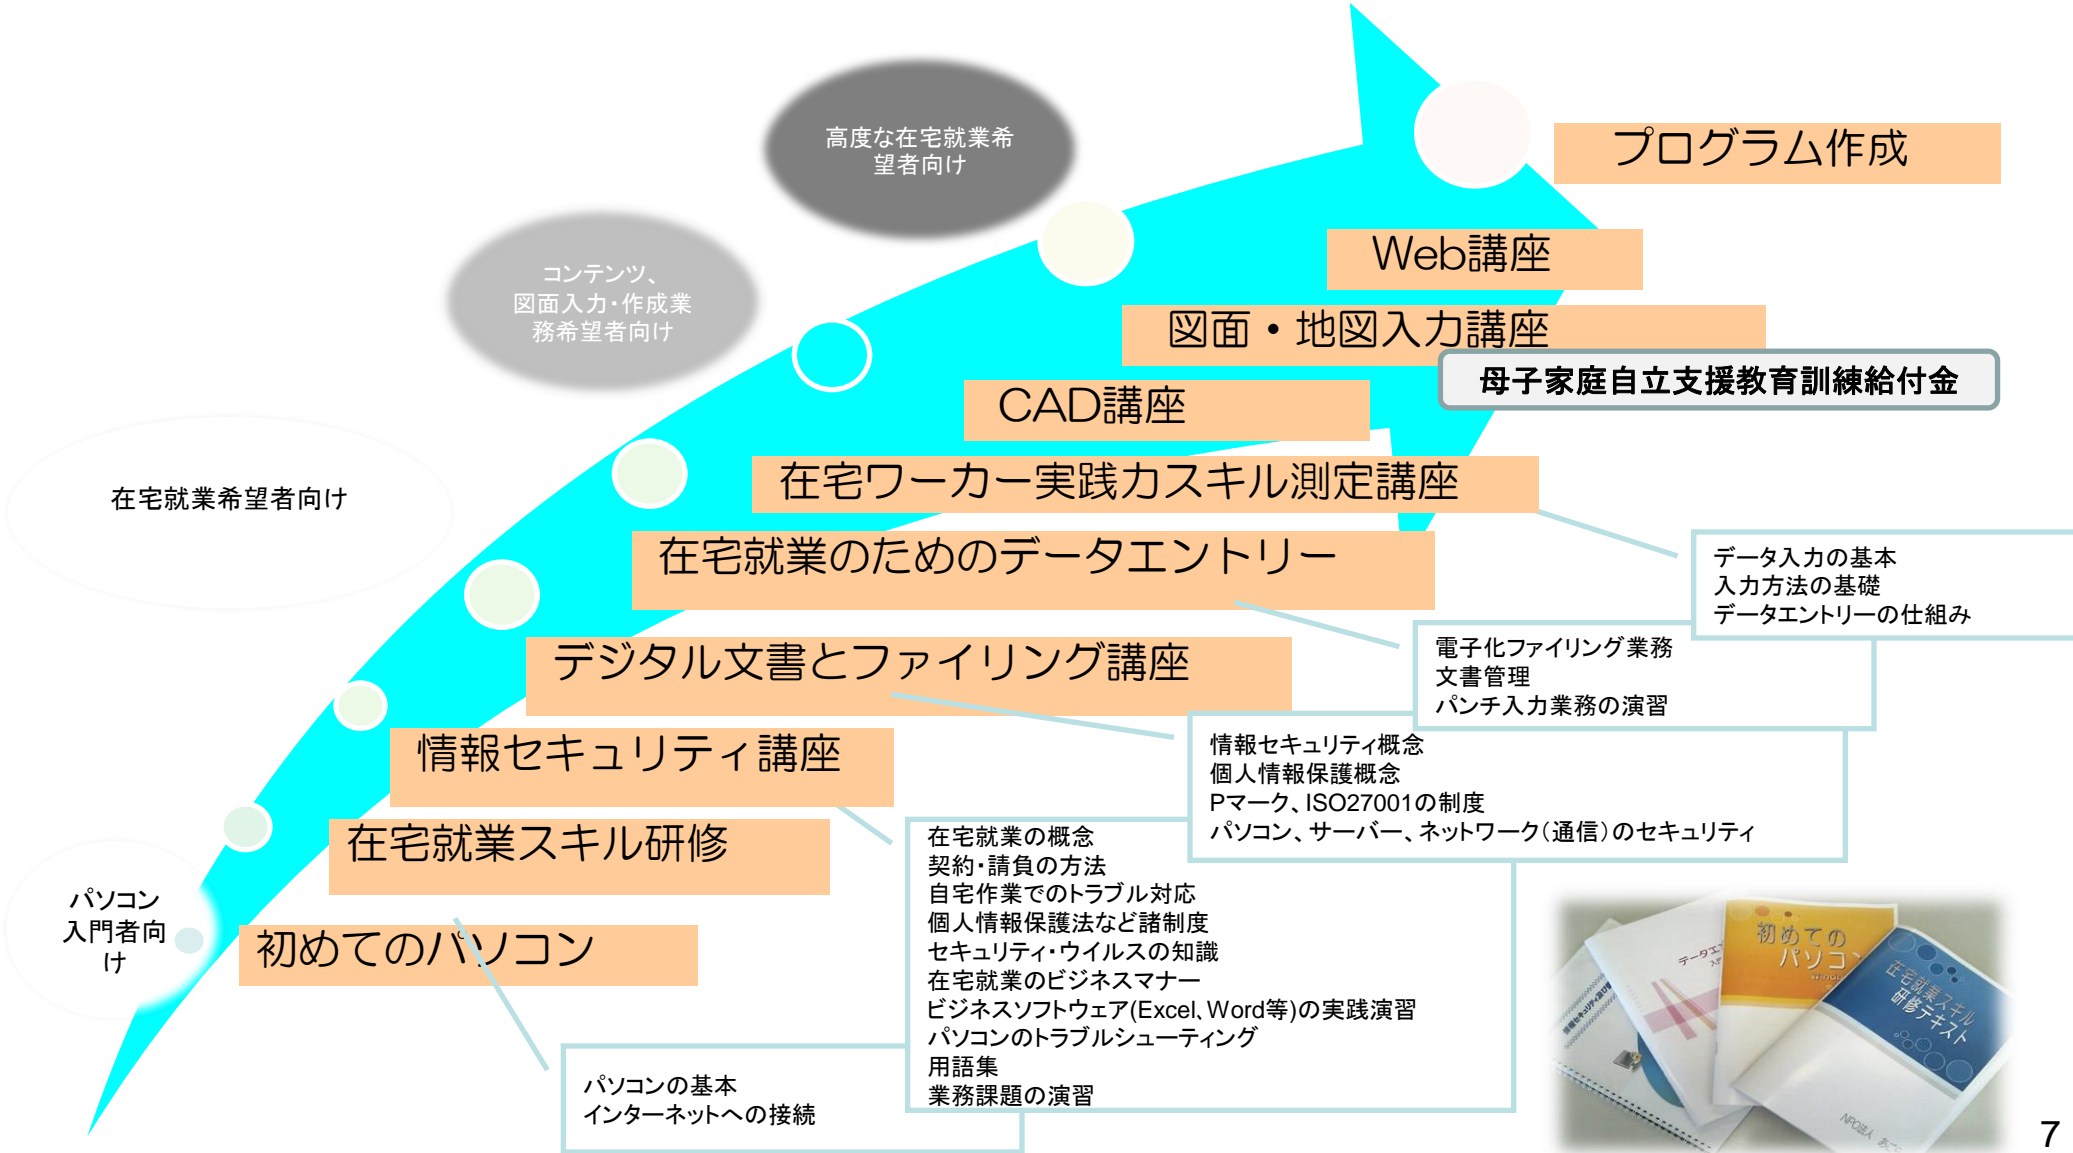 高度な在宅就業希
望者向け
プログラム作成
Web講座
コンテンツ、
図面入力・作成業
務希望者向け
図面・地図入力講座
母子家庭自立支援教育訓練給付金
CAD講座
在宅就業希望者向け
在宅ワーカー実践力スキル測定講座
在宅就業のためのデータエントリー
データ入力の基本
入力方法の基礎
データエントリーの仕組み
デジタル文書とファイリング講座
電子化ファイリング業務
文書管理
パンチ入力業務の演習
情報セキュリティ講座
情報セキュリティ概念
個人情報保護概念
Pマーク、ISO27001の制度
パソコン、サーバー、ネットワーク(通信)のセキュリティ
在宅就業スキル研修
在宅就業の概念
契約・請負の方法
自宅作業でのトラブル対応
個人情報保護法など諸制度
セキュリティ・ウイルスの知識
在宅就業のビジネスマナー
ビジネスソフトウェア(Excel、Word等)の実践演習
パソコンのトラブルシューティング
用語集
業務課題の演習
パソコン
入門者向
け
初めてのパソコン
パソコンの基本
インターネットへの接続
データエ
初めての
パソコン
在宅就業スキル
研修テキスト
NPO法人 あご
7